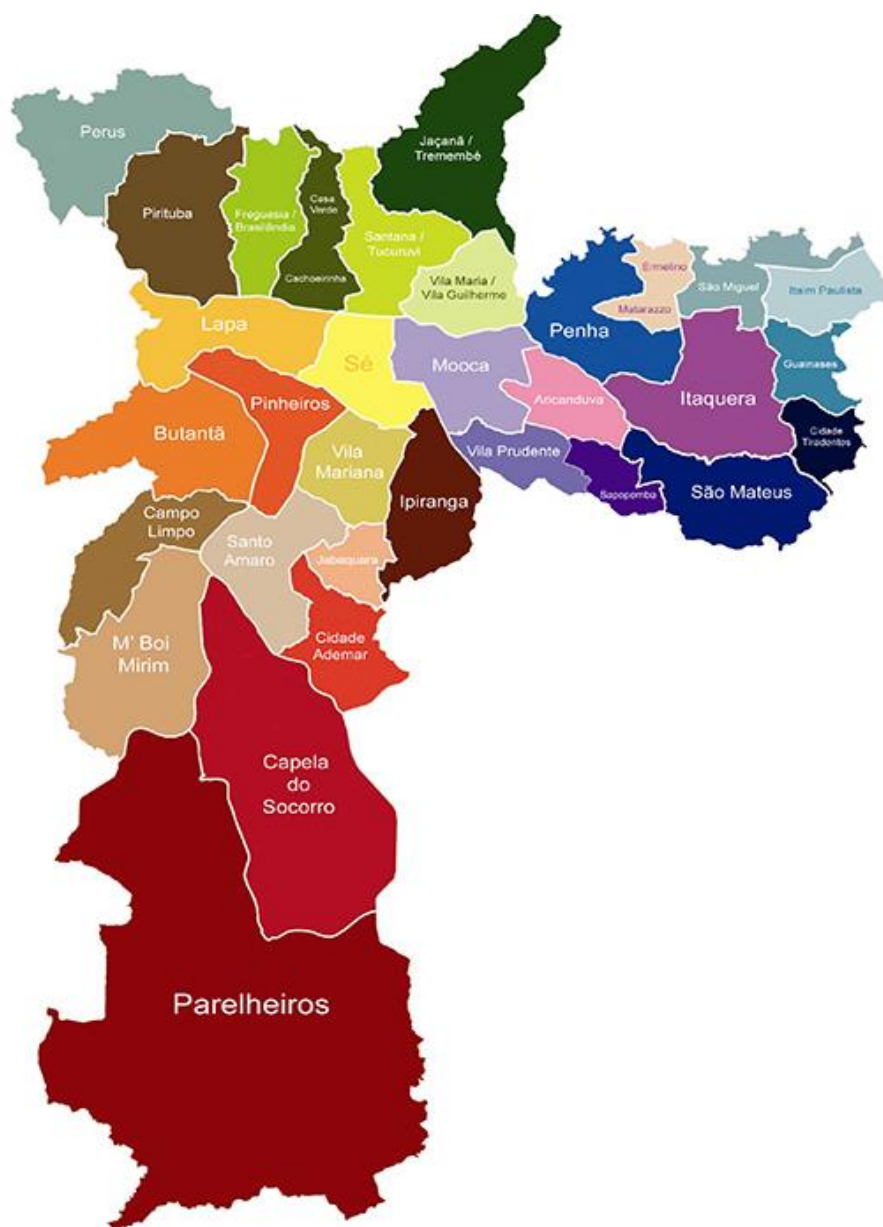 Perus
Jaçanã /
Tremembé
Pirituba
Freguesia /
Brasilândia
Casa
Verde
Cachoeirinha
Santana /
Tucuruvi
Vila Maria /
Vila Guilherme
Ermelino
Matarazzo
São Miguel
Itaim Paulista
Lapa
Sé
Mooca
Penha
Guainases
Pinheiros
Aricanduva
Itaquera
Butantã
Vila
Mariana
Vila Prudente
Cidade
Tiradentes
Ipiranga
Sapopemba
São Mateus
Campo
Limpo
Santo
Amaro
Jabaquara
M' Boi
Mirim
Cidade
Ademar
Capela
do
Socorro
Parelheiros